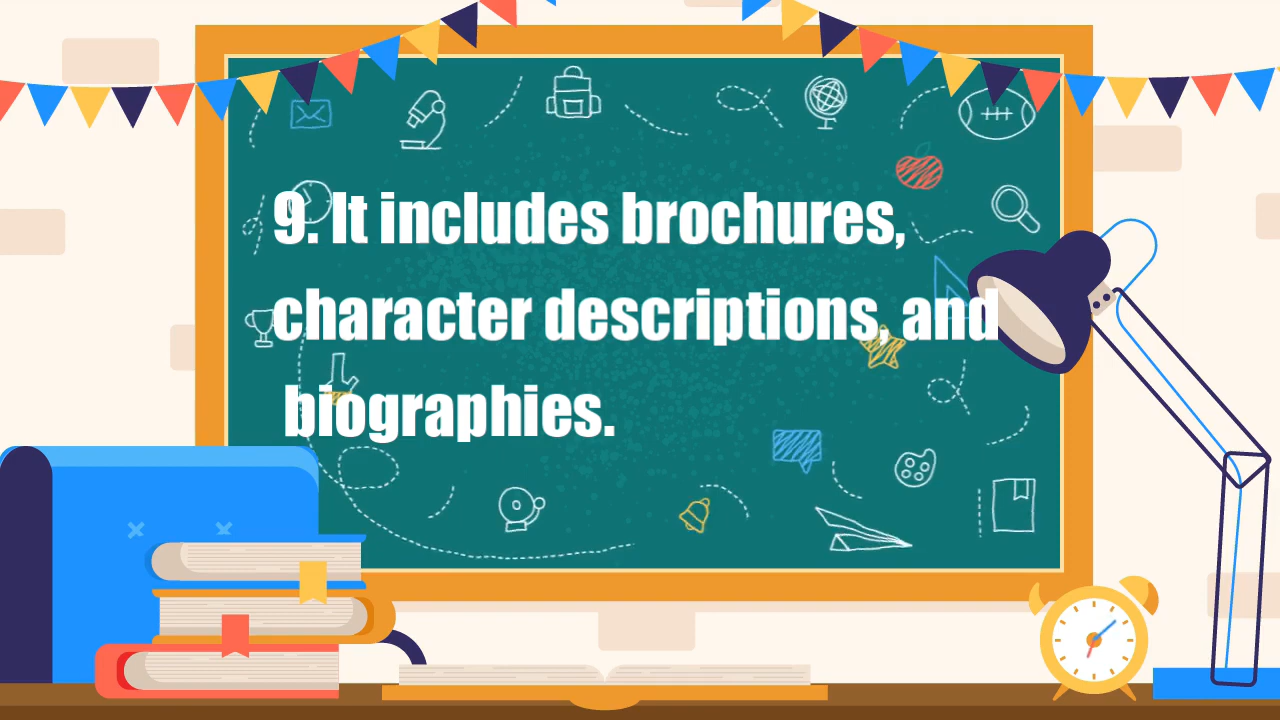 9. It includes brochures,
character descriptions, and
biographies.